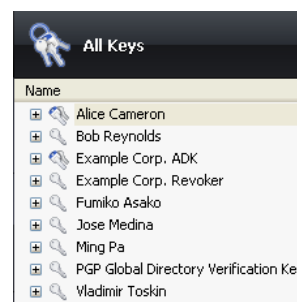 All Keys
Name
Alice Cameron
Bob Reynolds
Example Corp. ADK
Example Corp. Revoker
Fumiko Asako
Jose Medina
Ming Pa
PGP Global Directory Verification Ke
Vladimir Toskin